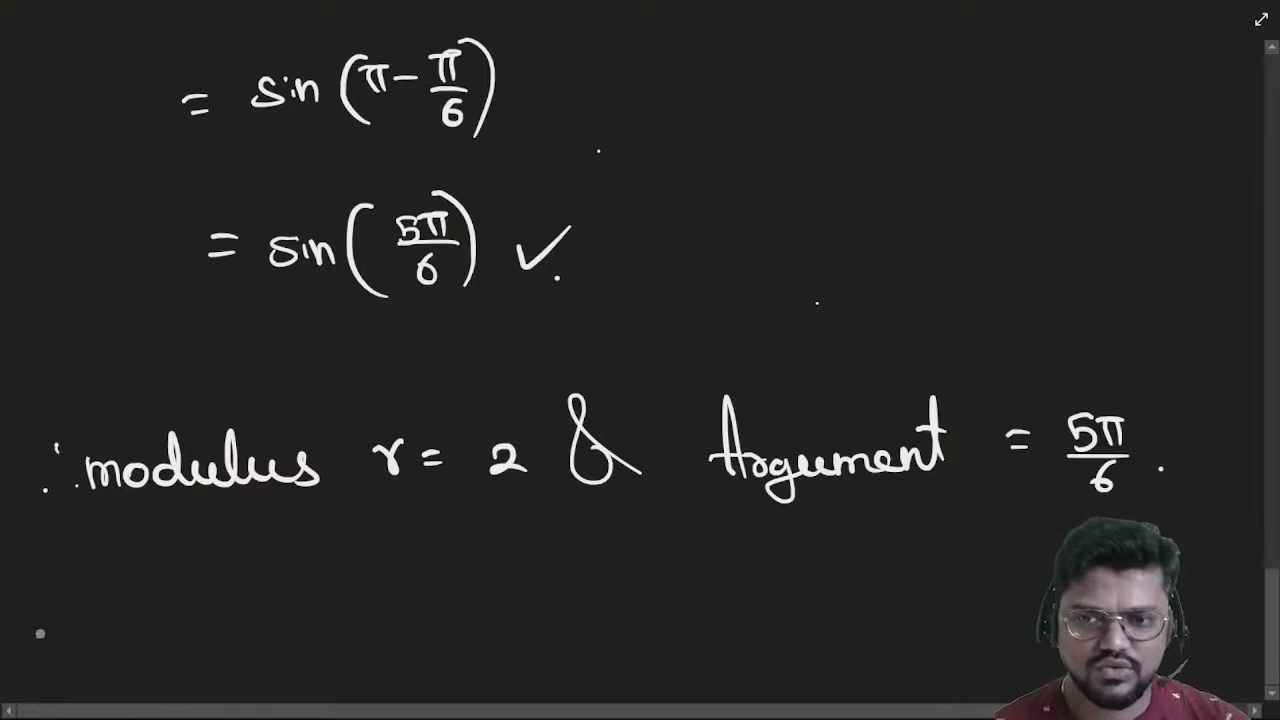 = sin (π - π/6)
= sin (5π/6) ✓.
∴ modulus r = 2 & Argument = 5π/6.